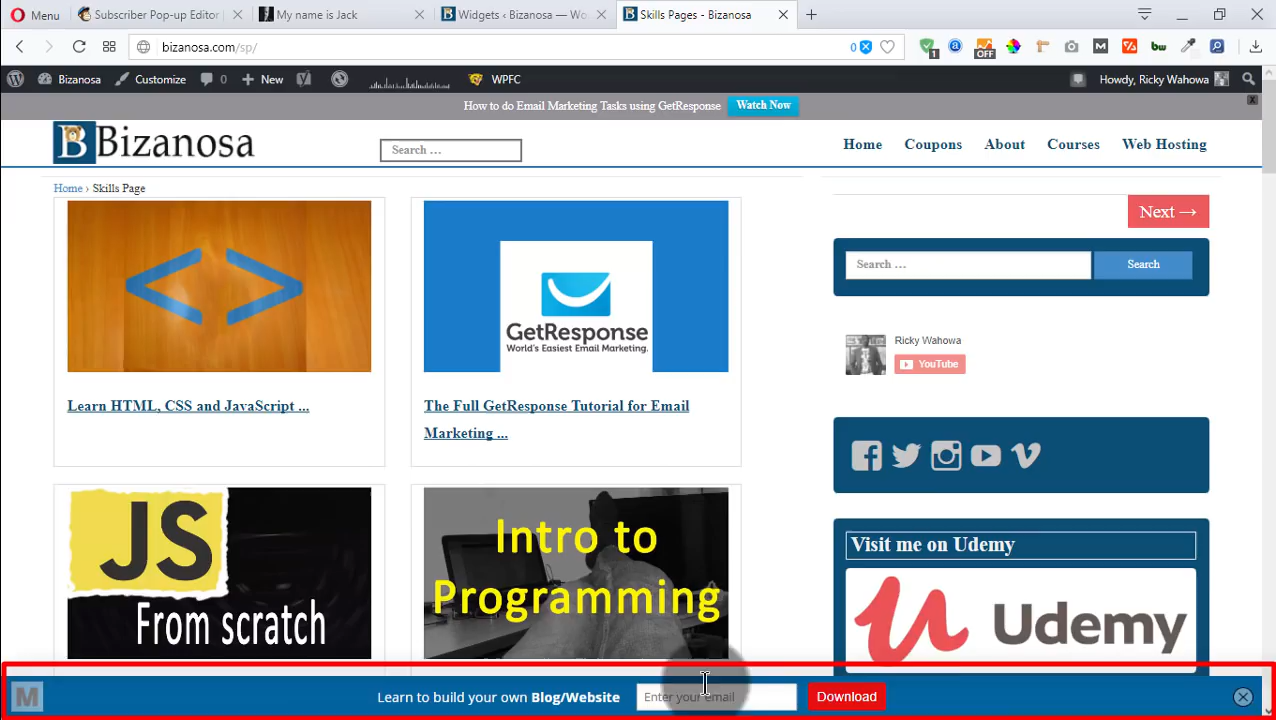 Menu
Subscriber Pop-up Editor
My name is Jack
Widgets ‹ Bizanosa — Wo
Skills Pages - Bizanosa
bizanosa.com/sp/
0
1
OFF
M
bw
Bizanosa
Customize
0
New
WPFC
Howdy, Ricky Wahowa
How to do Email Marketing Tasks using GetResponse
Watch Now
X
B
Bizanosa
Search …
Home
Coupons
About
Courses
Web Hosting
Home › Skills Page
Next →
< >
GetResponse
World's Easiest Email Marketing.
Search …
Search
Ricky Wahowa
YouTube
Learn HTML, CSS and JavaScript ...
The Full GetResponse Tutorial for Email
Marketing ...
JS
From scratch
Intro to
Programming
Visit me on Udemy
Udemy
M
Learn to build your own Blog/Website
Enter your email
Download